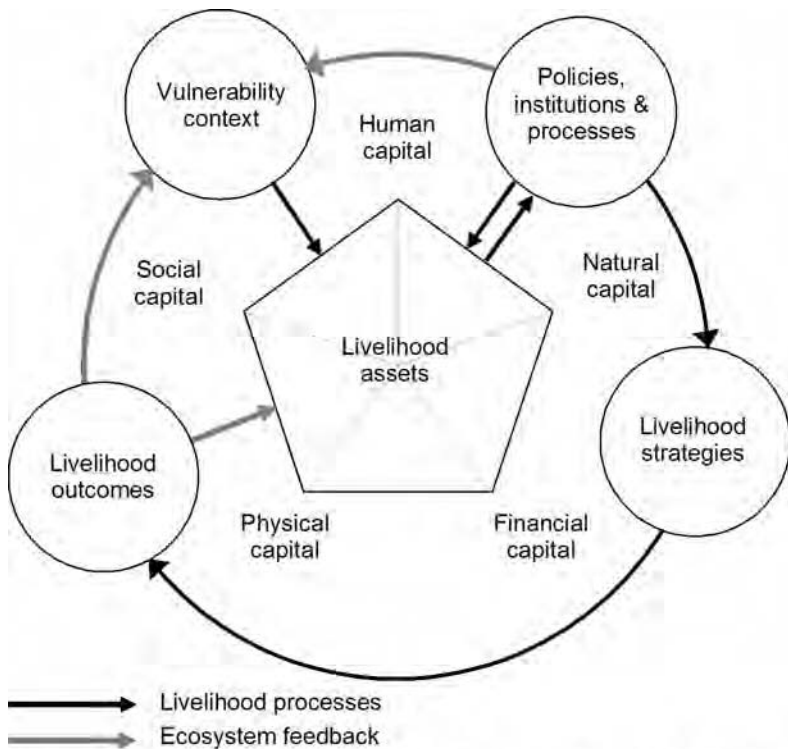 Vulnerability
context
Policies,
institutions &
processes
Human
capital
Social
capital
Natural
capital
Livelihood
assets
Livelihood
strategies
Livelihood
outcomes
Physical
capital
Financial
capital
Livelihood processes
Ecosystem feedback